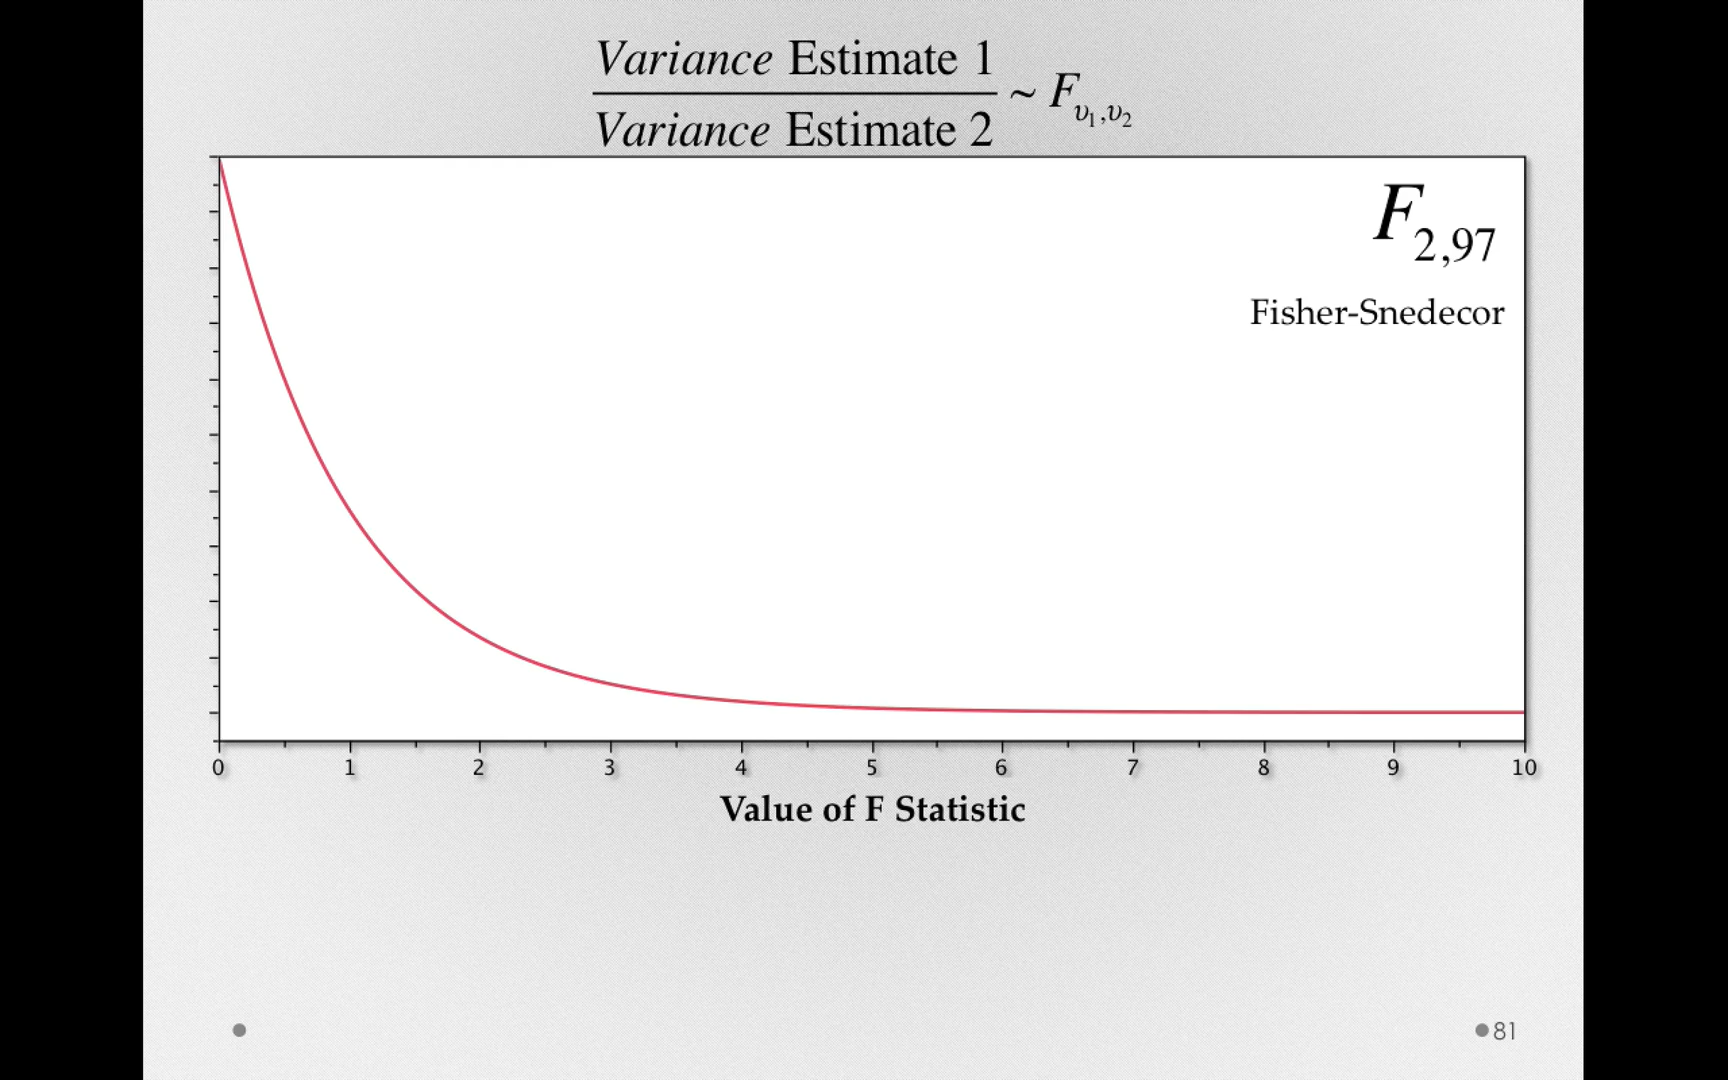 Variance Estimate 1
Variance Estimate 2
~ F υ₁,υ₂
F 2,97
Fisher-Snedecor
0 1 2 3 4 5 6 7 8 9 10
Value of F Statistic
81